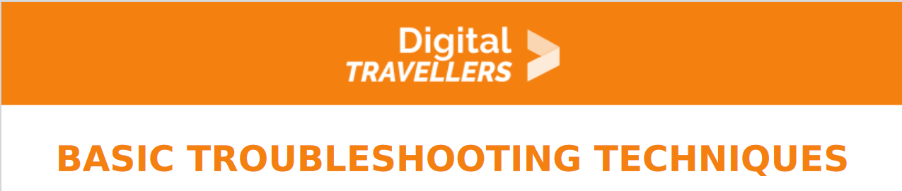 Digital
TRAVELLERS
BASIC TROUBLESHOOTING TECHNIQUES